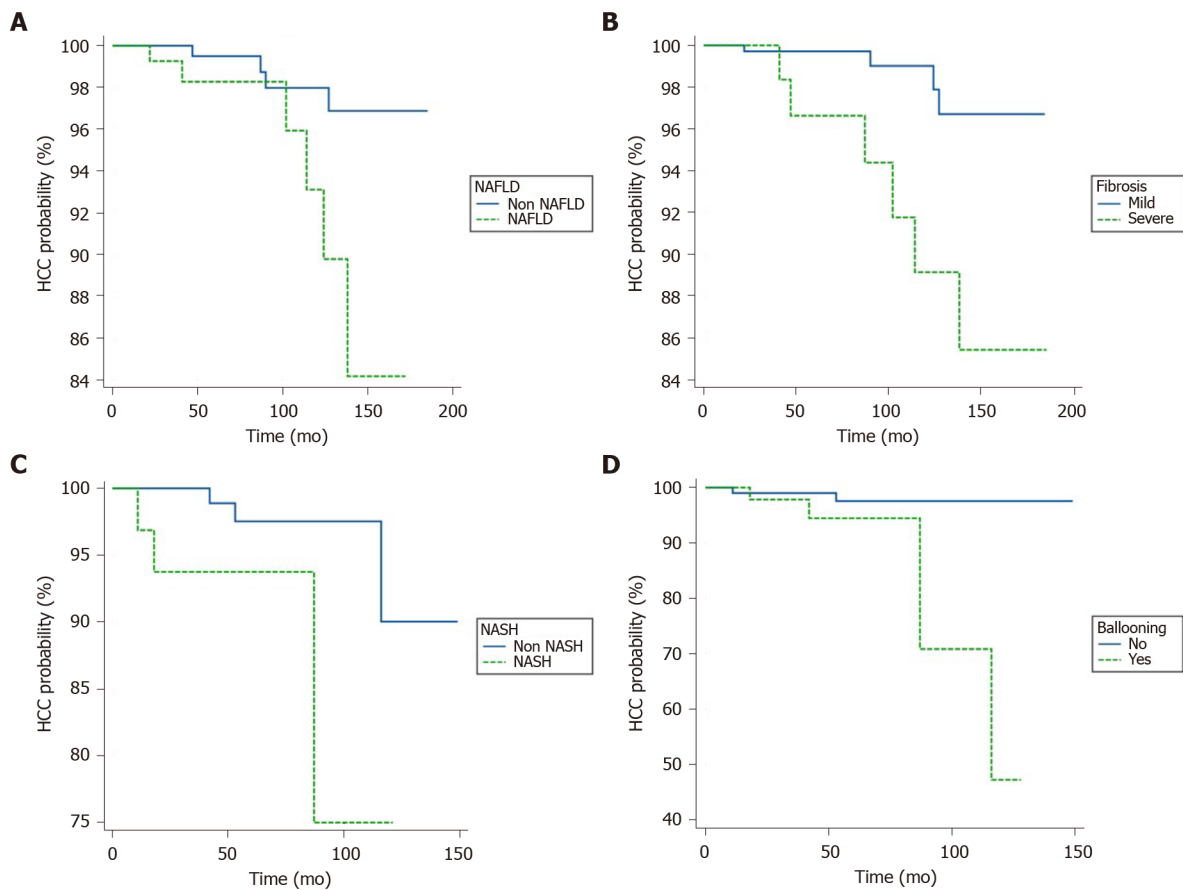 A
100
98
96
94
92
90
88
86
84
HCC probability (%)
0 50 100 150 200
Time (mo)
NAFLD
Non NAFLD
NAFLD
B
100
98
96
94
92
90
88
86
84
HCC probability (%)
0 50 100 150 200
Time (mo)
Fibrosis
Mild
Severe
C
100
95
90
85
80
75
HCC probability (%)
0 50 100 150
Time (mo)
NASH
Non NASH
NASH
D
100
90
80
70
60
50
40
HCC probability (%)
0 50 100 150
Time (mo)
Ballooning
No
Yes